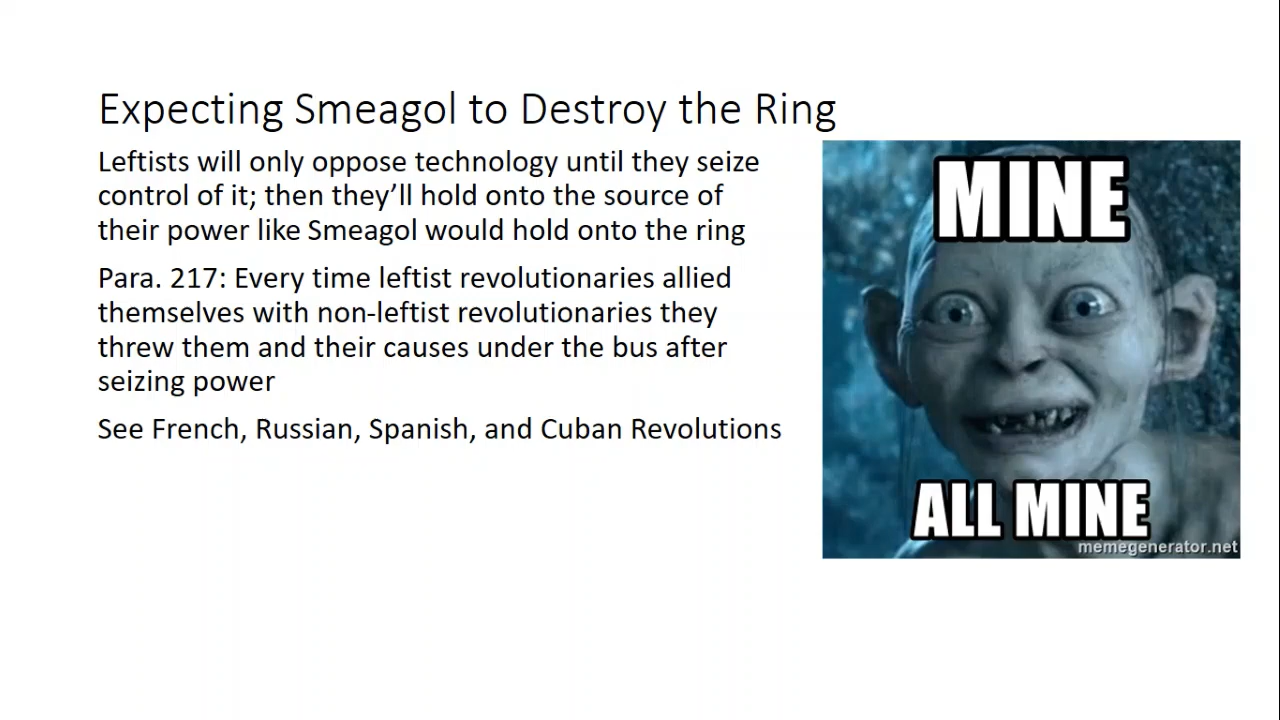 Expecting Smeagol to Destroy the Ring
Leftists will only oppose technology until they seize
control of it; then they’ll hold onto the source of
their power like Smeagol would hold onto the ring
Para. 217: Every time leftist revolutionaries allied
themselves with non-leftist revolutionaries they
threw them and their causes under the bus after
seizing power
See French, Russian, Spanish, and Cuban Revolutions
MINE
ALL MINE
memegenerator.net